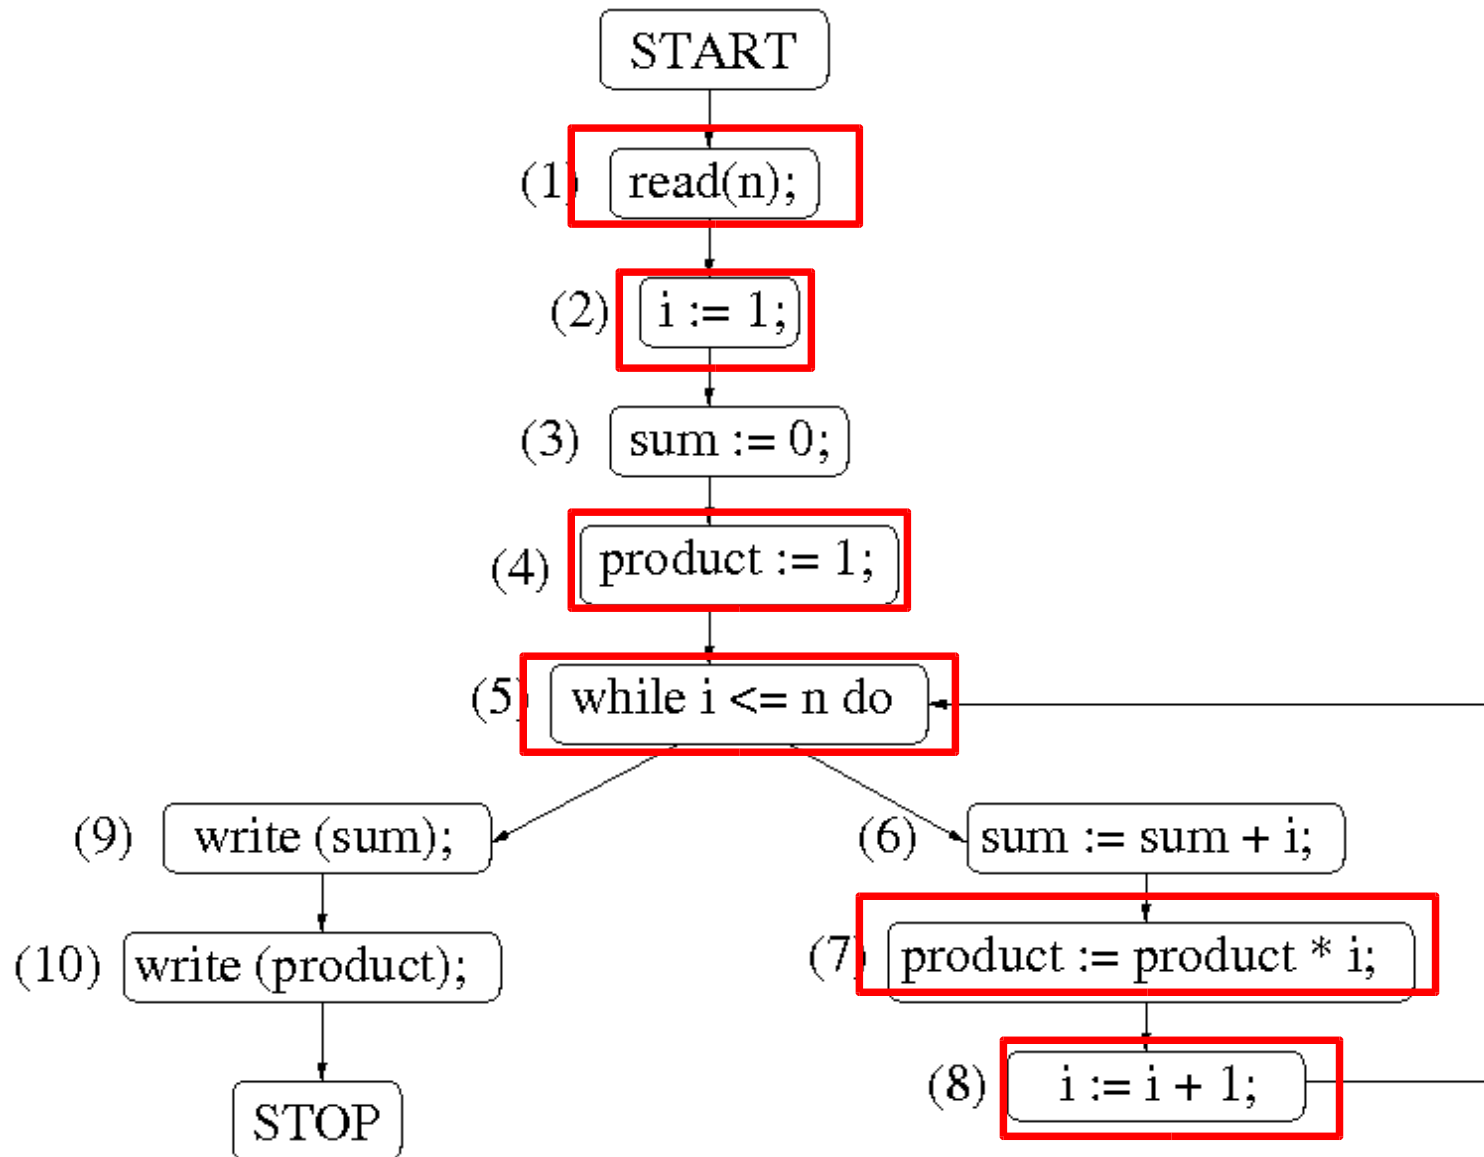 START
(1) read(n);
(2) i := 1;
(3) sum := 0;
(4) product := 1;
(5) while i <= n do
(9) write (sum);
(6) sum := sum + i;
(10) write (product);
(7) product := product * i;
(8) i := i + 1;
STOP